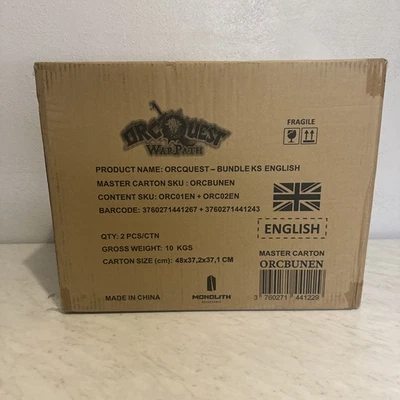 ORCQUEST
WARPATH
FRAGILE
PRODUCT NAME: ORCQUEST – BUNDLE KS ENGLISH
MASTER CARTON SKU : ORCBUNEN
CONTENT SKU: ORC01EN + ORC02EN
BARCODE: 3760271441267 + 3760271441243
ENGLISH
QTY: 2 PCS/CTN
GROSS WEIGHT: 10 KGS
CARTON SIZE (cm): 48x37,2x37,1 CM
MASTER CARTON
ORCBUNEN
MADE IN CHINA
MONOLITH
3 760271 441229